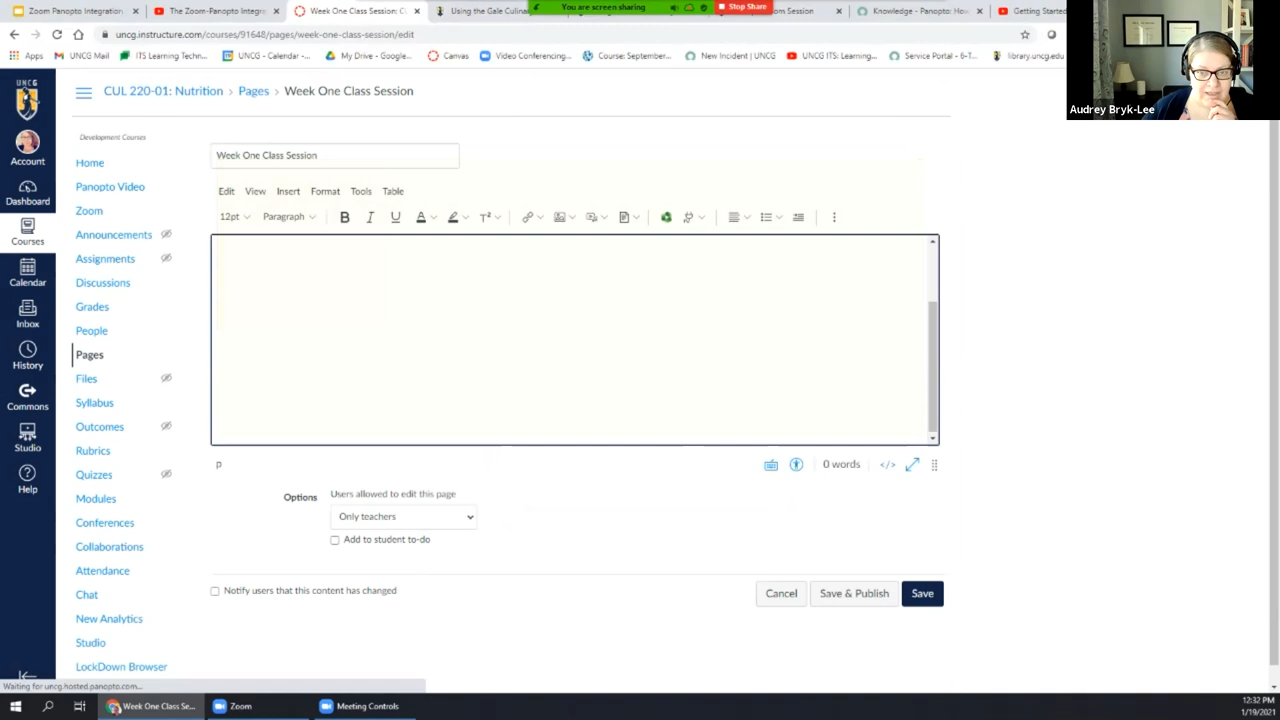 Zoom Panopto Integration
The Zoom-Panopto Integr
Week One Class Session: C
Using the Gale Culinar
You are screen sharing
Stop Share
m Session
Knowledge - Panopto: Ho
Getting Started
uncg.instructure.com/courses/91648/pages/week-one-class-session/edit
Apps
UNCG Mail
ITS Learning Techn...
UNCG - Calendar -...
My Drive - Google...
Canvas
Video Conferencing...
Course: September...
New Incident | UNCG
UNCG ITS: Learning...
Service Portal - 6-T...
library.uncg.edu
Audrey Bryk-Lee
UNCG
Account
Dashboard
Courses
Calendar
Inbox
History
Commons
Studio
Help
CUL 220-01: Nutrition › Pages › Week One Class Session
Development Courses
Home
Panopto Video
Zoom
Announcements
Assignments
Discussions
Grades
People
Pages
Files
Syllabus
Outcomes
Rubrics
Quizzes
Modules
Conferences
Collaborations
Attendance
Chat
New Analytics
Studio
LockDown Browser
Week One Class Session
Edit View Insert Format Tools Table
12pt Paragraph B I U A T²
p
0 words </>
Options
Users allowed to edit this page
Only teachers
Add to student to-do
Notify users that this content has changed
Cancel
Save & Publish
Save
Waiting for uncg.hosted.panopto.com...
Week One Class Se...
Zoom
Meeting Controls
12:32 PM
1/19/2021